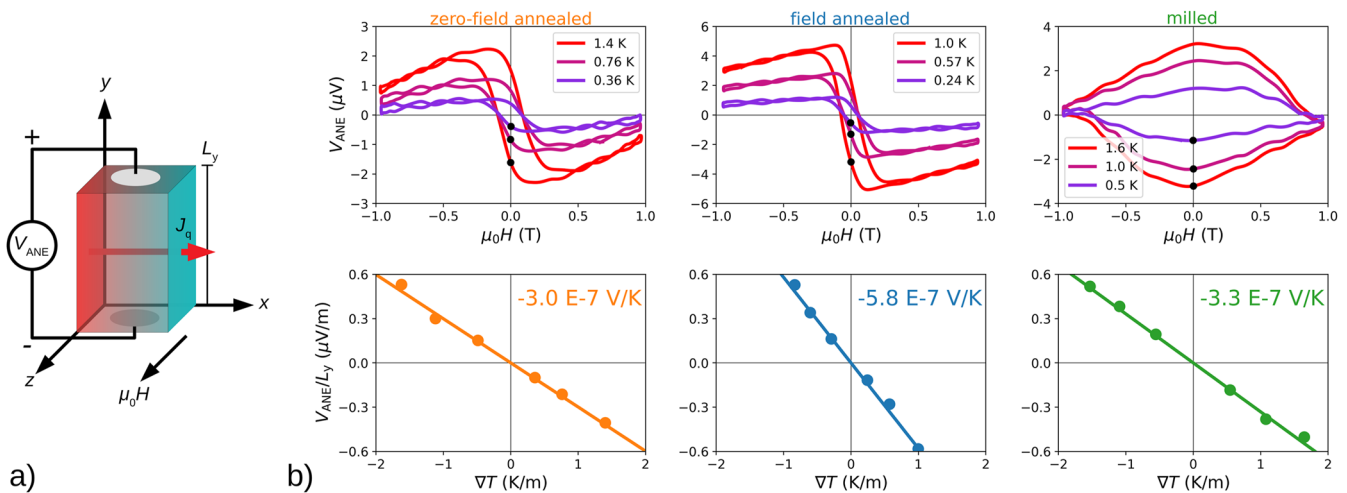 zero-field annealed
field annealed
milled
3
2
1
0
−1
−2
−3
V_ANE (μV)
1.4 K
0.76 K
0.36 K
−1.0
−0.5
0.0
0.5
1.0
μ₀H (T)
6
4
2
0
−2
−4
−6
1.0 K
0.57 K
0.24 K
−1.0
−0.5
0.0
0.5
1.0
μ₀H (T)
4
2
0
−2
−4
1.6 K
1.0 K
0.5 K
−1.0
−0.5
0.0
0.5
1.0
μ₀H (T)
y
+
L_y
J_q
V_ANE
x
-
z
μ₀H
a)
0.6
0.3
0.0
−0.3
−0.6
V_ANE/L_y (μV/m)
-3.0 E-7 V/K
−2
−1
0
1
2
∇T (K/m)
0.6
0.3
0.0
−0.3
−0.6
-5.8 E-7 V/K
−2
−1
0
1
2
∇T (K/m)
0.6
0.3
0.0
−0.3
−0.6
-3.3 E-7 V/K
−2
−1
0
1
2
∇T (K/m)
b)